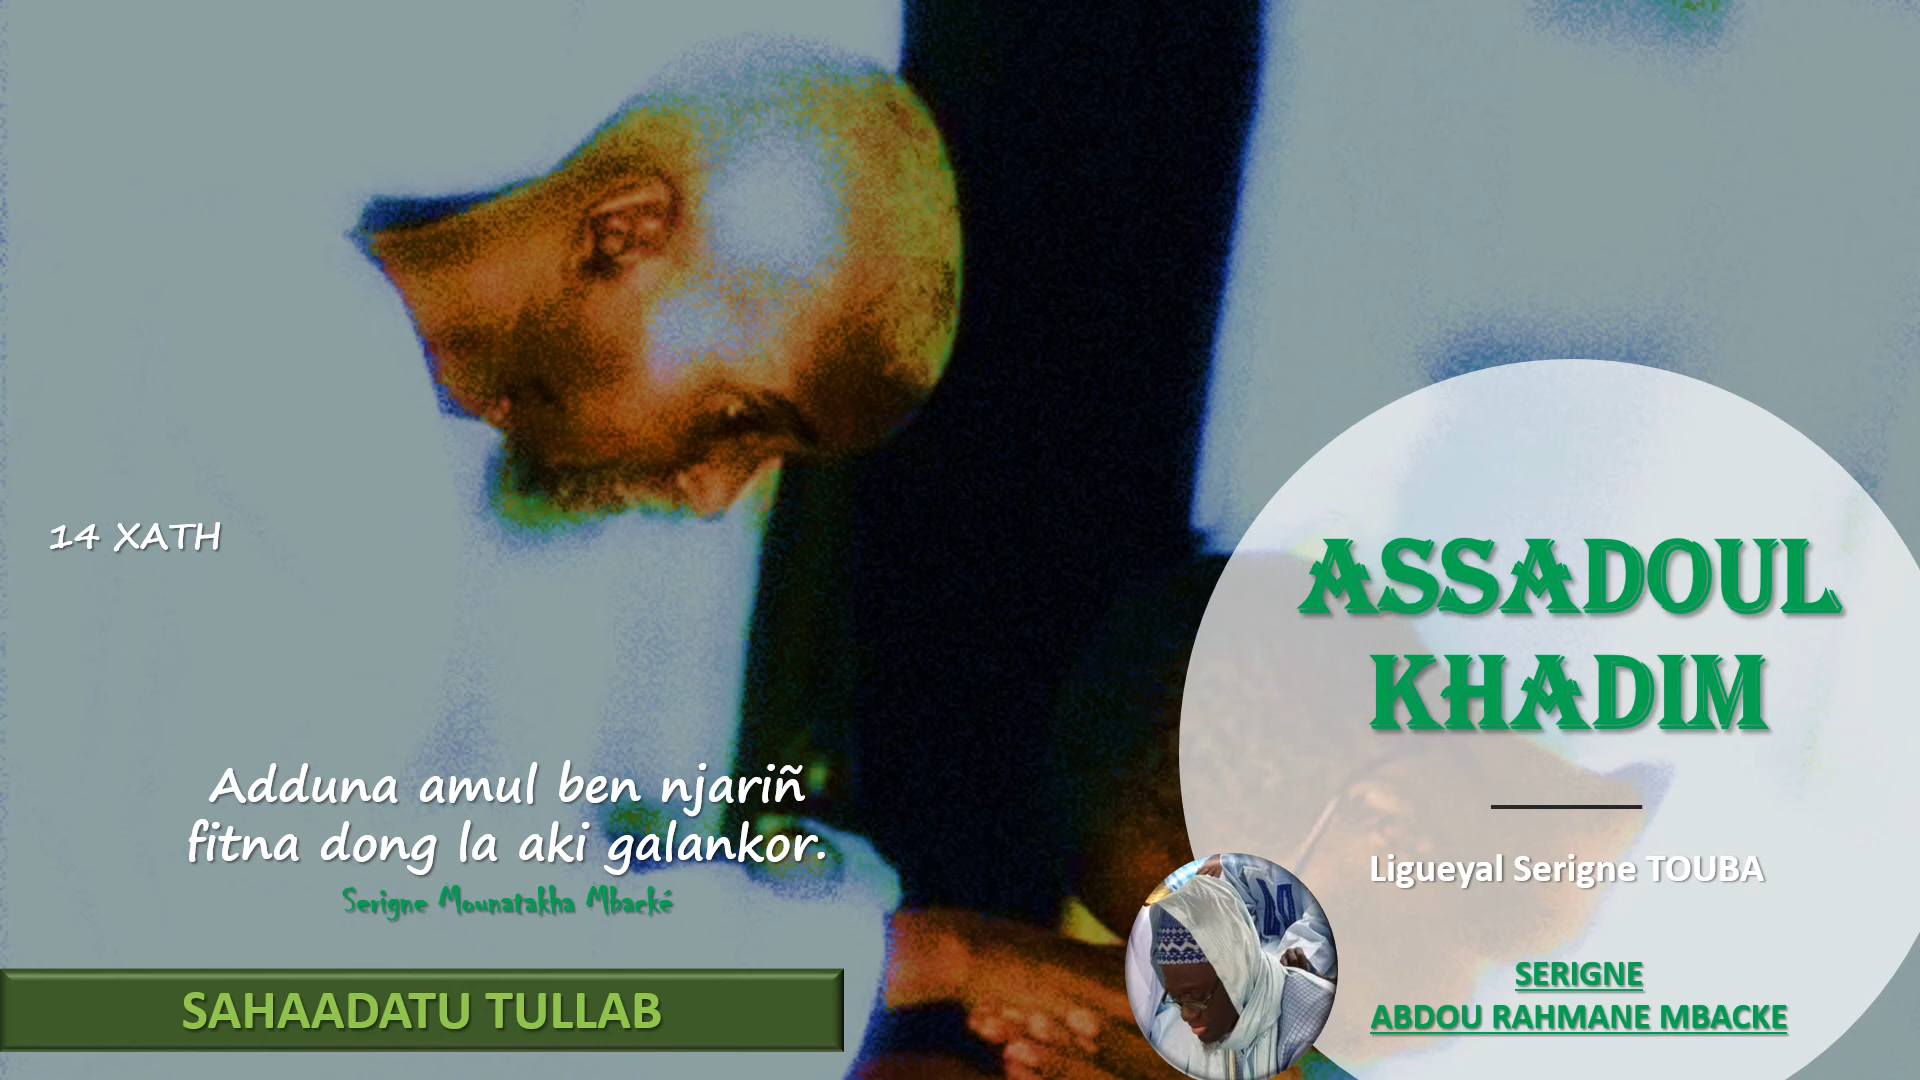 14 XATH
Adduna amul ben njariñ
fitna dong la aki galankor.
Serigne Mounatakha Mbacké
SAHAADATU TULLAB
ASSADOUL
KHADIM
Ligueyal Serigne TOUBA
SERIGNE
ABDOU RAHMANE MBACKE